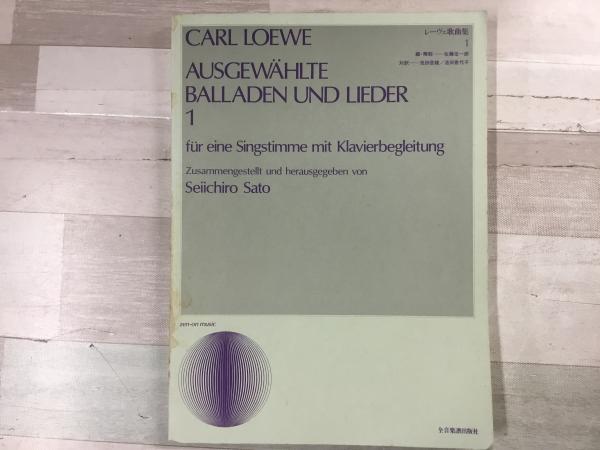 CARL LOEWE
レーヴェ歌曲集
1
AUSGEWÄHLTE
BALLADEN UND LIEDER
1
für eine Singstimme mit Klavierbegleitung
Zusammengestellt und herausgegeben von
Seiichiro Sato
zen-on music
全音楽譜出版社